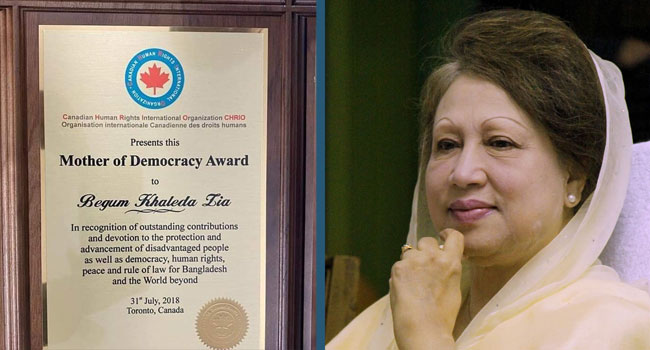 CANADIAN HUMAN RIGHTS INTERNATIONAL ORGANIZATION
Canadian Human Rights International Organization CHRIO
Organisation internationale Canadienne des droits humans
Presents this
Mother of Democracy Award
to
Begum Khaleda Zia
In recognition of outstanding contributions
and devotion to the protection and
advancement of disadvantaged people
as well as democracy, human rights,
peace and rule of law for Bangladesh
and the World beyond
31st July, 2018
Toronto, Canada